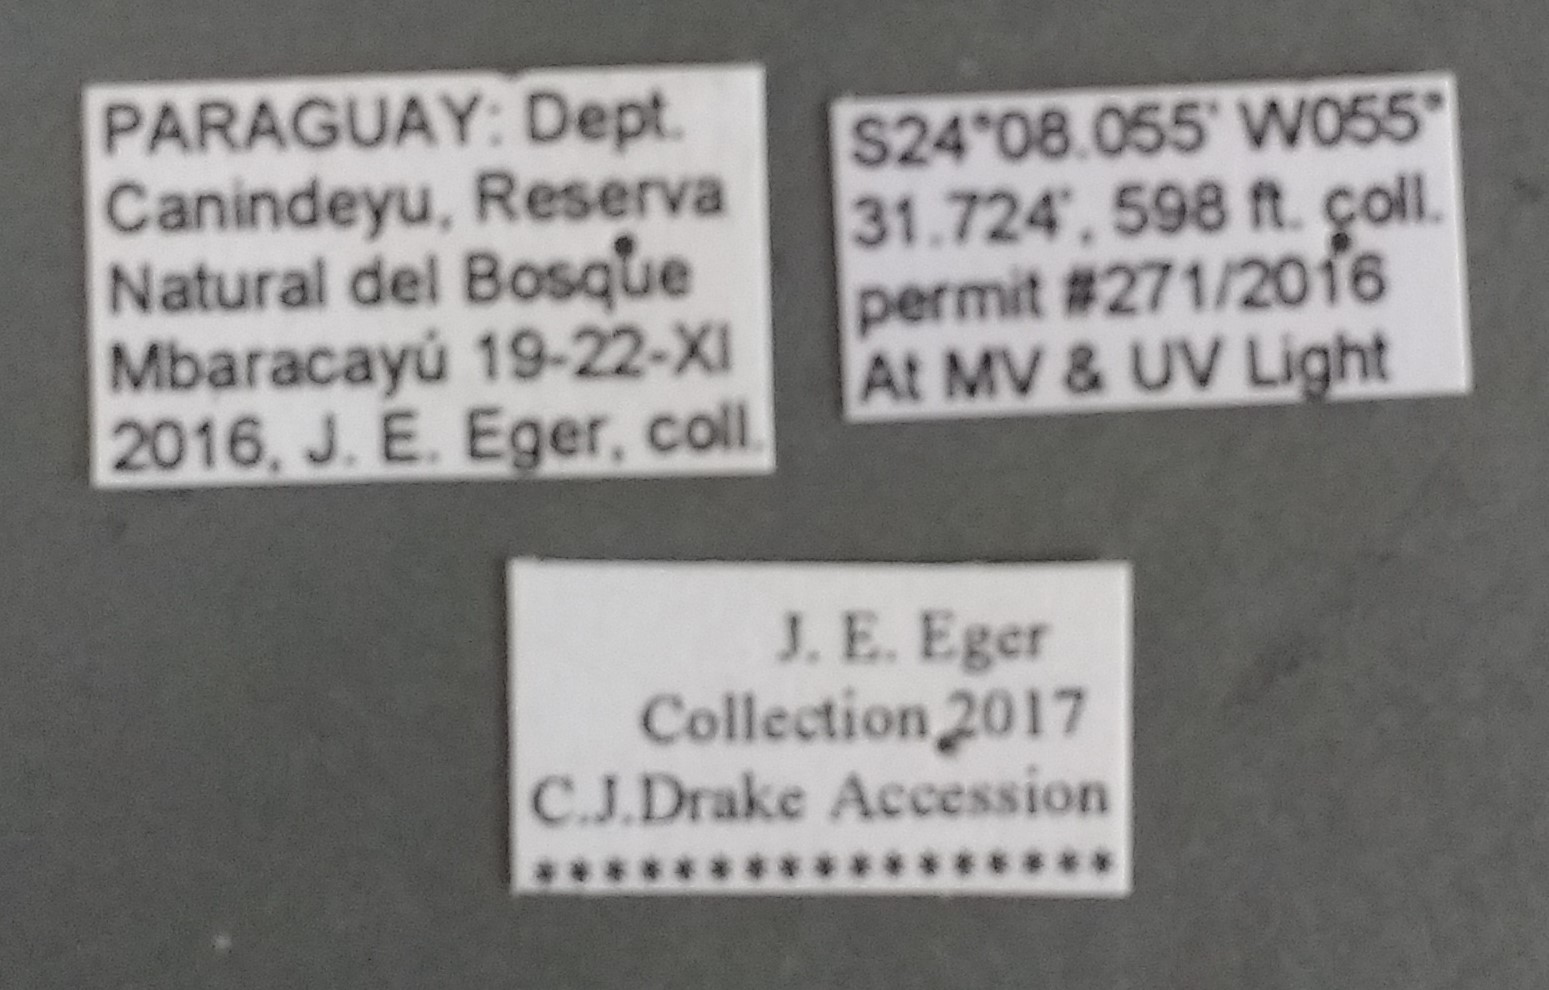 PARAGUAY: Dept.
Canindeyu, Reserva
Natural del Bosque
Mbaracayú 19-22-XI
2016, J. E. Eger, coll.
S24°08.055' W055°
31.724', 598 ft. coll.
permit #271/2016
At MV & UV Light
J. E. Eger
Collection 2017
C.J.Drake Accession
*****************